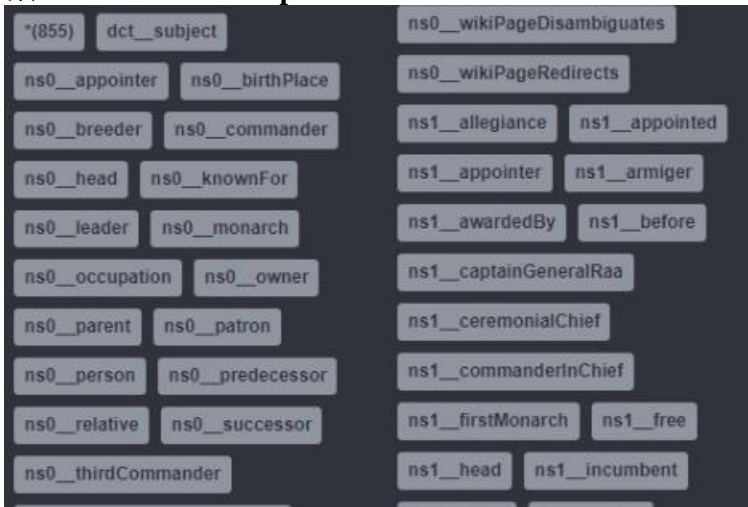 *(855) dct__subject
ns0__appointer ns0__birthPlace
ns0__breeder ns0__commander
ns0__head ns0__knownFor
ns0__leader ns0__monarch
ns0__occupation ns0__owner
ns0__parent ns0__patron
ns0__person ns0__predecessor
ns0__relative ns0__successor
ns0__thirdCommander
ns0__wikiPageDisambiguates
ns0__wikiPageRedirects
ns1__allegiance ns1__appointed
ns1__appointer ns1__armiger
ns1__awardedBy ns1__before
ns1__captainGeneralRaa
ns1__ceremonialChief
ns1__commanderInChief
ns1__firstMonarch ns1__free
ns1__head ns1__incumbent